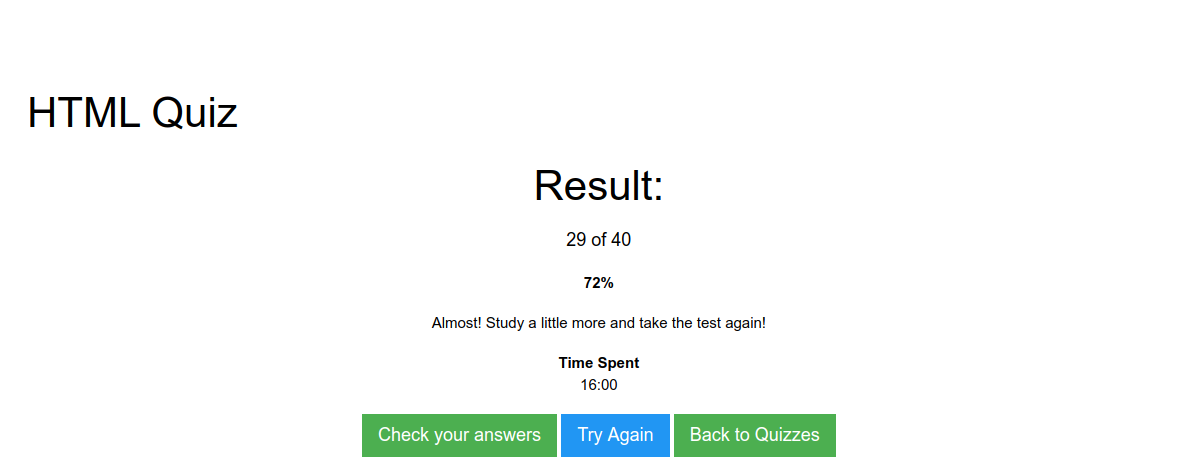 HTML Quiz
Result:
29 of 40
72%
Almost! Study a little more and take the test again!
Time Spent
16:00
Check your answers Try Again Back to Quizzes